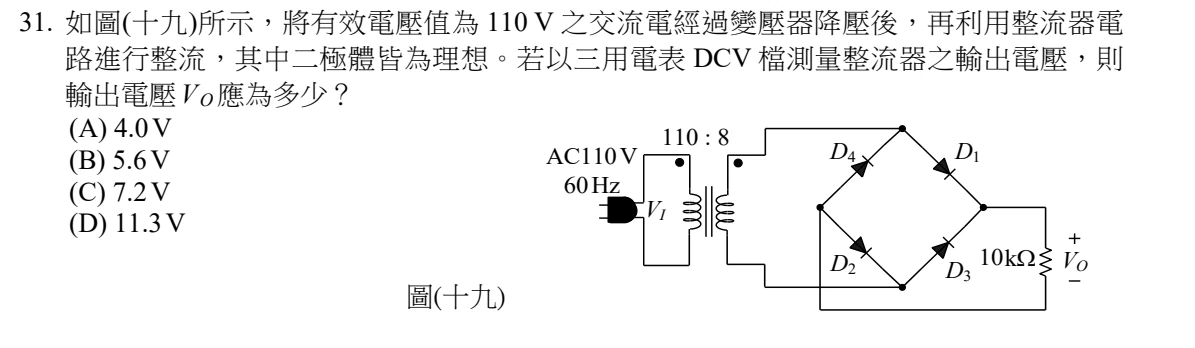 31. 如圖(十九)所示，將有效電壓值為 110 V 之交流電經過變壓器降壓後，再利用整流器電
路進行整流，其中二極體皆為理想。若以三用電表 DCV 檔測量整流器之輸出電壓，則
輸出電壓 VO 應為多少？
(A) 4.0 V
(B) 5.6 V
(C) 7.2 V
(D) 11.3 V
110 : 8
AC110V
60Hz
VI
D4
D1
D2
D3
10kΩ
+
VO
−
圖(十九)